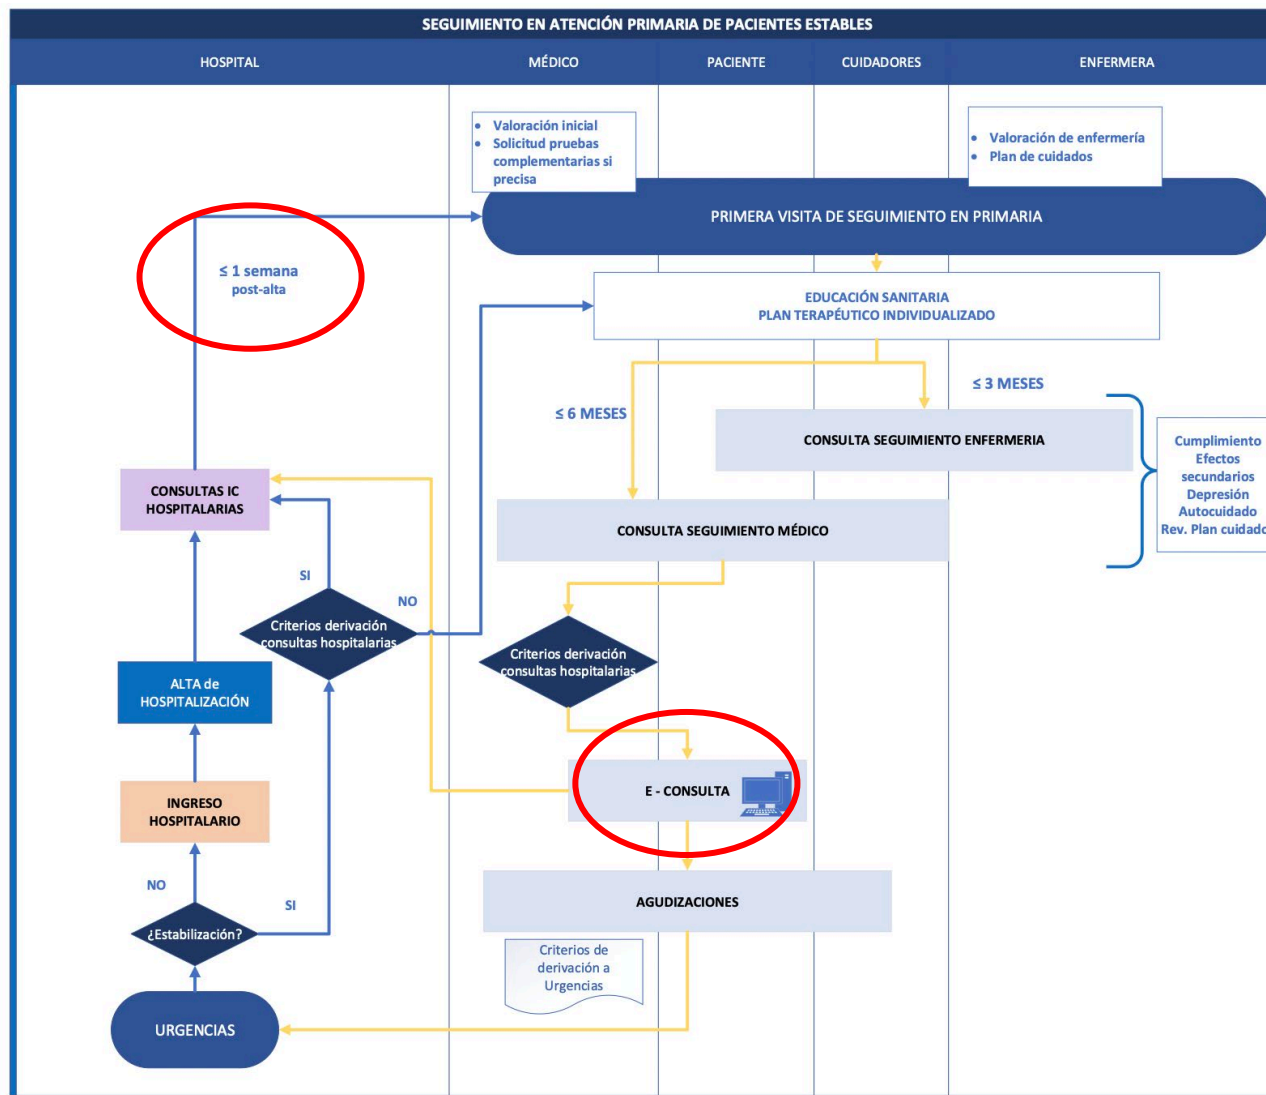 SEGUIMIENTO EN ATENCIÓN PRIMARIA DE PACIENTES ESTABLES
HOSPITAL
MÉDICO
PACIENTE
CUIDADORES
ENFERMERA
• Valoración inicial
• Solicitud pruebas
complementarias si
precisa
• Valoración de enfermería
• Plan de cuidados
PRIMERA VISITA DE SEGUIMIENTO EN PRIMARIA
≤ 1 semana
post-alta
EDUCACIÓN SANITARIA
PLAN TERAPÉUTICO INDIVIDUALIZADO
≤ 6 MESES
≤ 3 MESES
CONSULTA SEGUIMIENTO ENFERMERIA
Cumplimiento
Efectos
secundarios
Depresión
Autocuidado
Rev. Plan cuidado
CONSULTAS IC
HOSPITALARIAS
CONSULTA SEGUIMIENTO MÉDICO
SI
NO
Criterios derivación
consultas hospitalarias
Criterios derivación
consultas hospitalarias
ALTA de
HOSPITALIZACIÓN
E - CONSULTA
INGRESO
HOSPITALARIO
NO
SI
AGUDIZACIONES
¿Estabilización?
Criterios de
derivación a
Urgencias
URGENCIAS